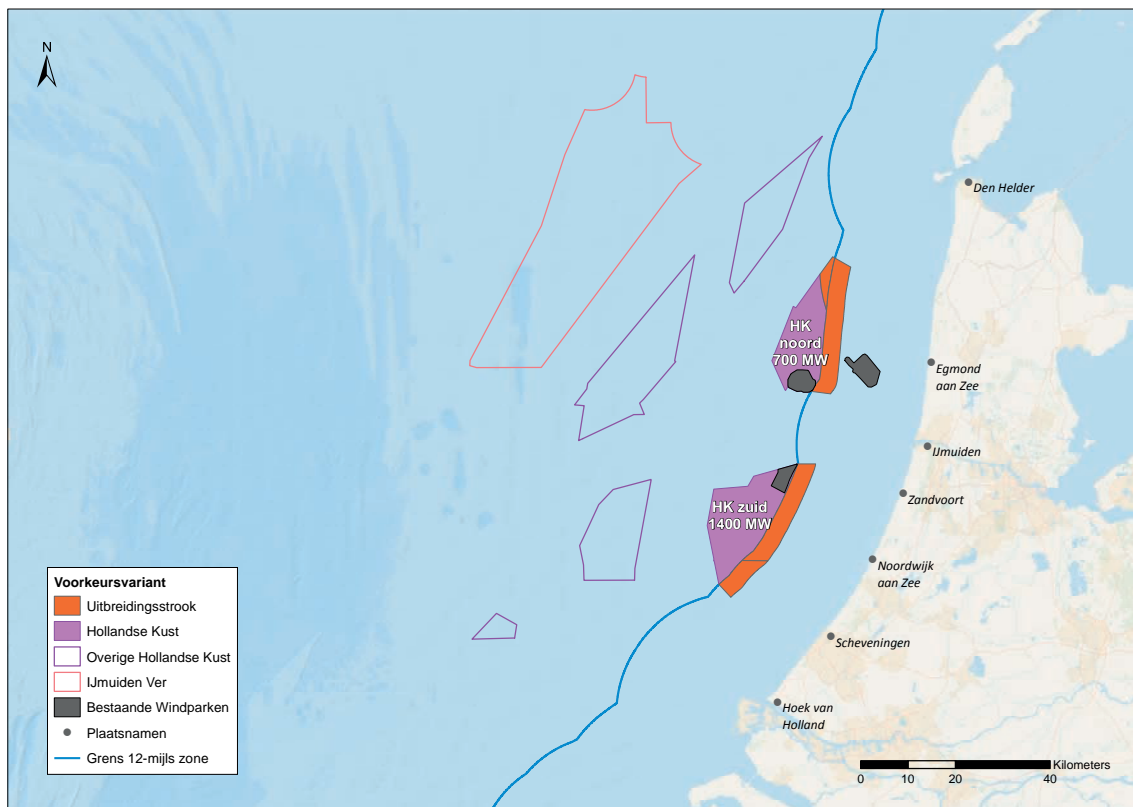 N
Den Helder
HK
noord
700 MW
Egmond
aan Zee
IJmuiden
Zandvoort
HK zuid
1400 MW
Noordwijk
aan Zee
Scheveningen
Hoek van
Holland
Voorkeursvariant
Uitbreidingsstrook
Hollandse Kust
Overige Hollandse Kust
IJmuiden Ver
Bestaande Windparken
Plaatsnamen
Grens 12-mijls zone
Kilometers
0 10 20 40